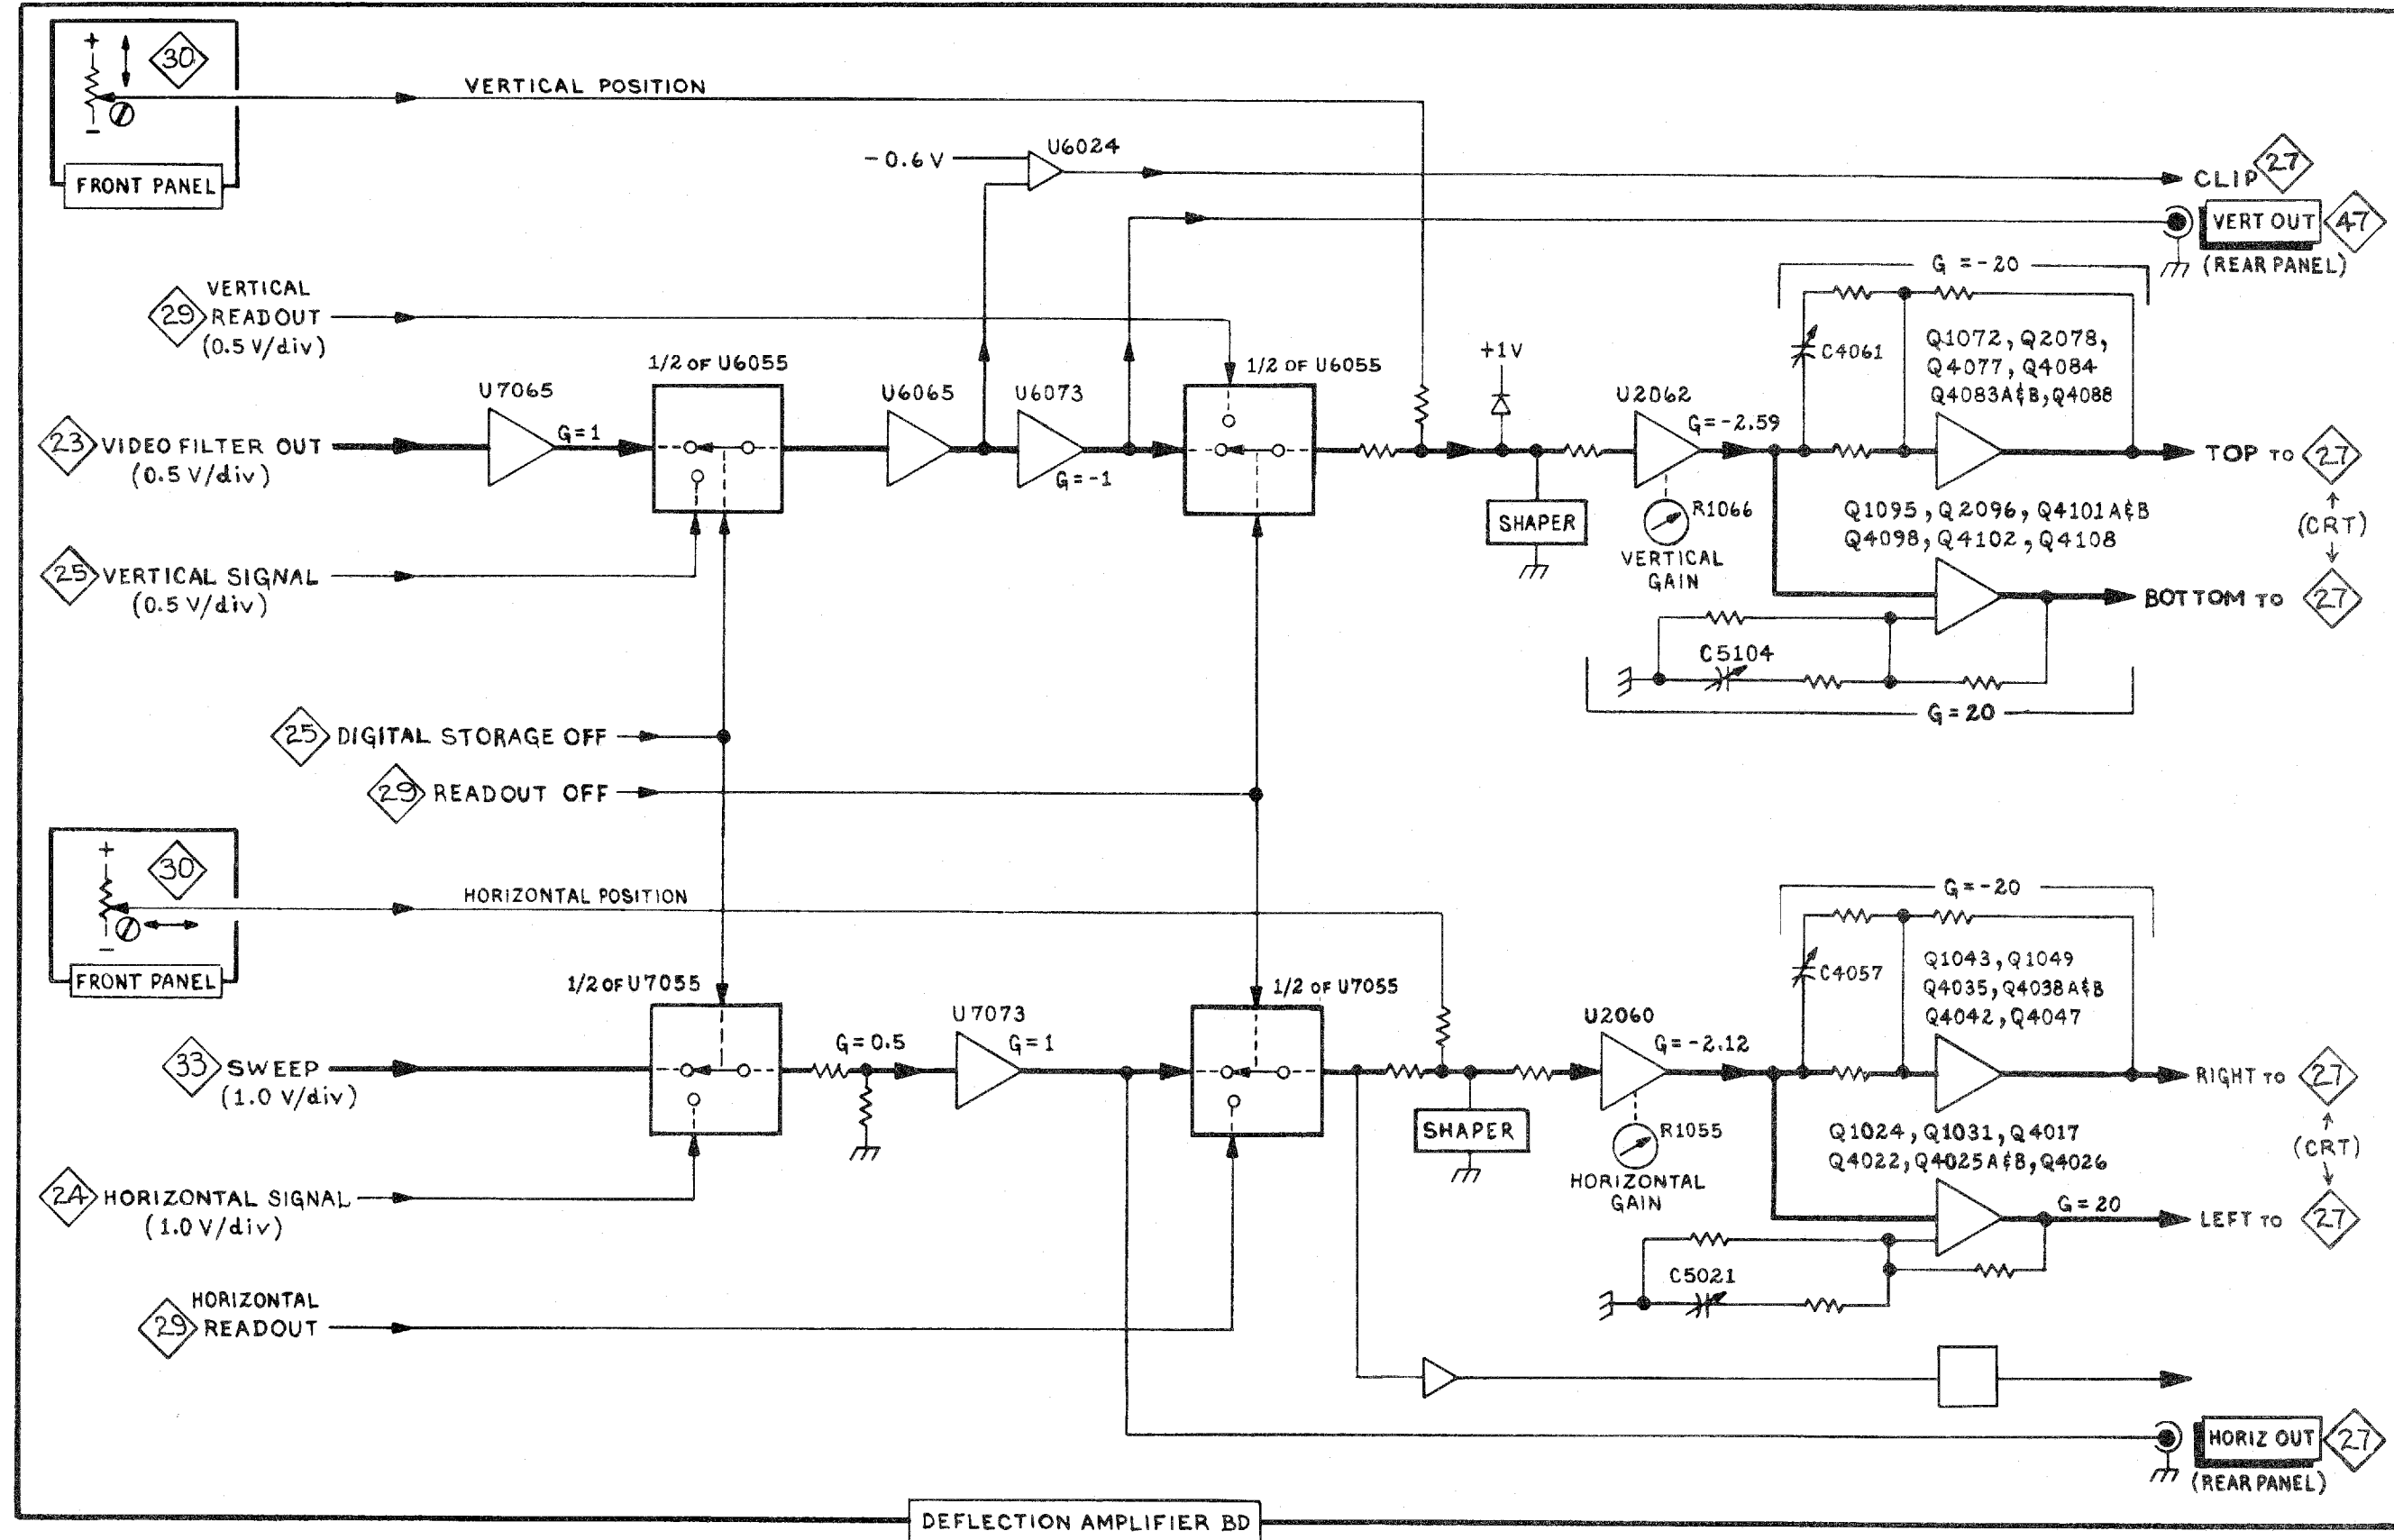 +
30
−
FRONT PANEL
VERTICAL POSITION
-0.6 V
U6024
CLIP 27
VERT OUT 47
(REAR PANEL)
29 VERTICAL
READOUT
(0.5 V/div)
1/2 OF U6055
U7065
G=1
23 VIDEO FILTER OUT
(0.5 V/div)
25 VERTICAL SIGNAL
(0.5 V/div)
U6065
U6073
G=-1
1/2 OF U6055
+1V
SHAPER
U2062
G=-2.59
R1066
VERTICAL
GAIN
G = -20
C4061
Q1072, Q2078,
Q4077, Q4084
Q4083A&B, Q4088
TOP TO 27
(CRT)
Q1095, Q2096, Q4101A&B
Q4098, Q4102, Q4108
BOTTOM TO 27
C5104
G=20
25 DIGITAL STORAGE OFF
29 READOUT OFF
+
30
−
FRONT PANEL
HORIZONTAL POSITION
1/2 OF U7055
33 SWEEP
(1.0 V/div)
24 HORIZONTAL SIGNAL
(1.0 V/div)
29 HORIZONTAL
READOUT
G=0.5
U7073
G=1
1/2 OF U7055
SHAPER
U2060
G=-2.12
R1055
HORIZONTAL
GAIN
G=-20
C4057
Q1043, Q1049
Q4035, Q4038A&B
Q4042, Q4047
RIGHT TO 27
(CRT)
Q1024, Q1031, Q4017
Q4022, Q4025A&B, Q4026
G=20
LEFT TO 27
C5021
HORIZ OUT 27
(REAR PANEL)
DEFLECTION AMPLIFIER BD